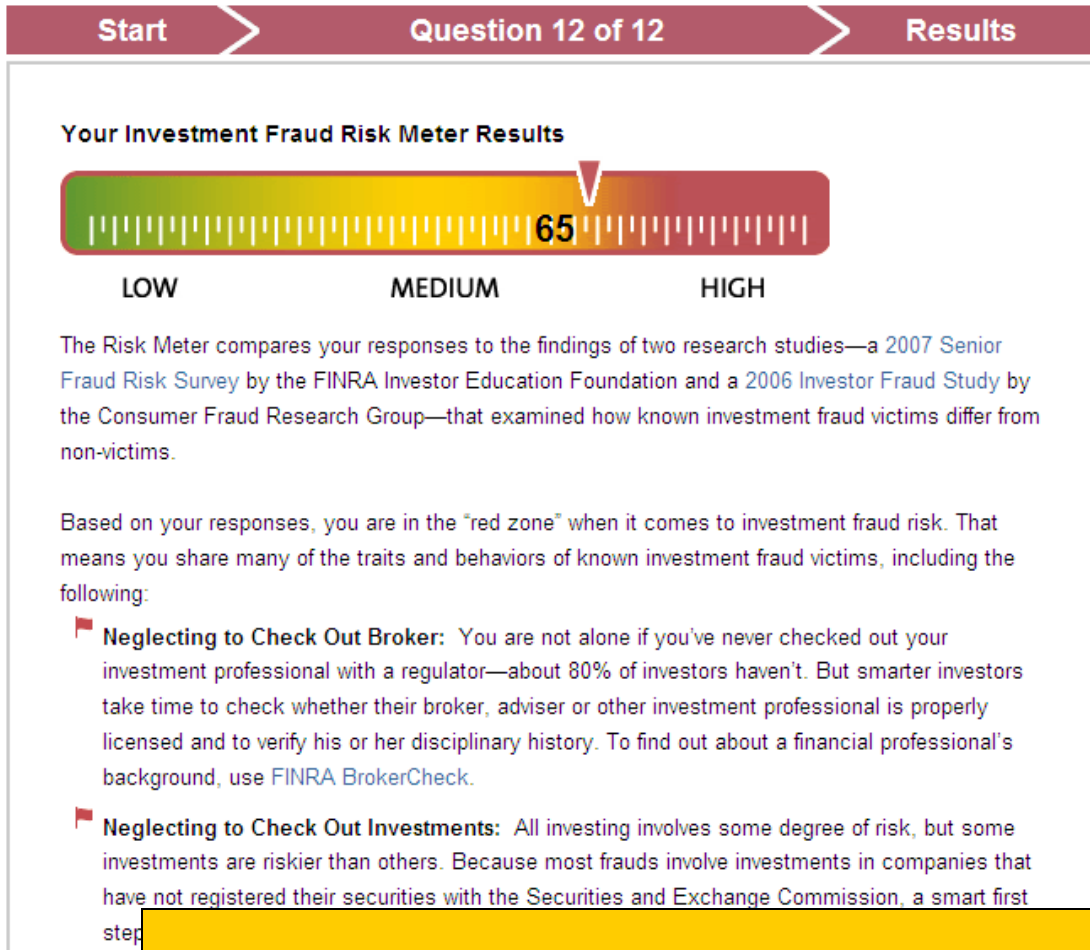 Start Question 12 of 12 Results
Your Investment Fraud Risk Meter Results
65
LOW MEDIUM HIGH
The Risk Meter compares your responses to the findings of two research studies—a 2007 Senior
Fraud Risk Survey by the FINRA Investor Education Foundation and a 2006 Investor Fraud Study by
the Consumer Fraud Research Group—that examined how known investment fraud victims differ from
non-victims.
Based on your responses, you are in the “red zone” when it comes to investment fraud risk. That
means you share many of the traits and behaviors of known investment fraud victims, including the
following:
Neglecting to Check Out Broker: You are not alone if you’ve never checked out your
investment professional with a regulator—about 80% of investors haven’t. But smarter investors
take time to check whether their broker, adviser or other investment professional is properly
licensed and to verify his or her disciplinary history. To find out about a financial professional’s
background, use FINRA BrokerCheck.
Neglecting to Check Out Investments: All investing involves some degree of risk, but some
investments are riskier than others. Because most frauds involve investments in companies that
have not registered their securities with the Securities and Exchange Commission, a smart first
step